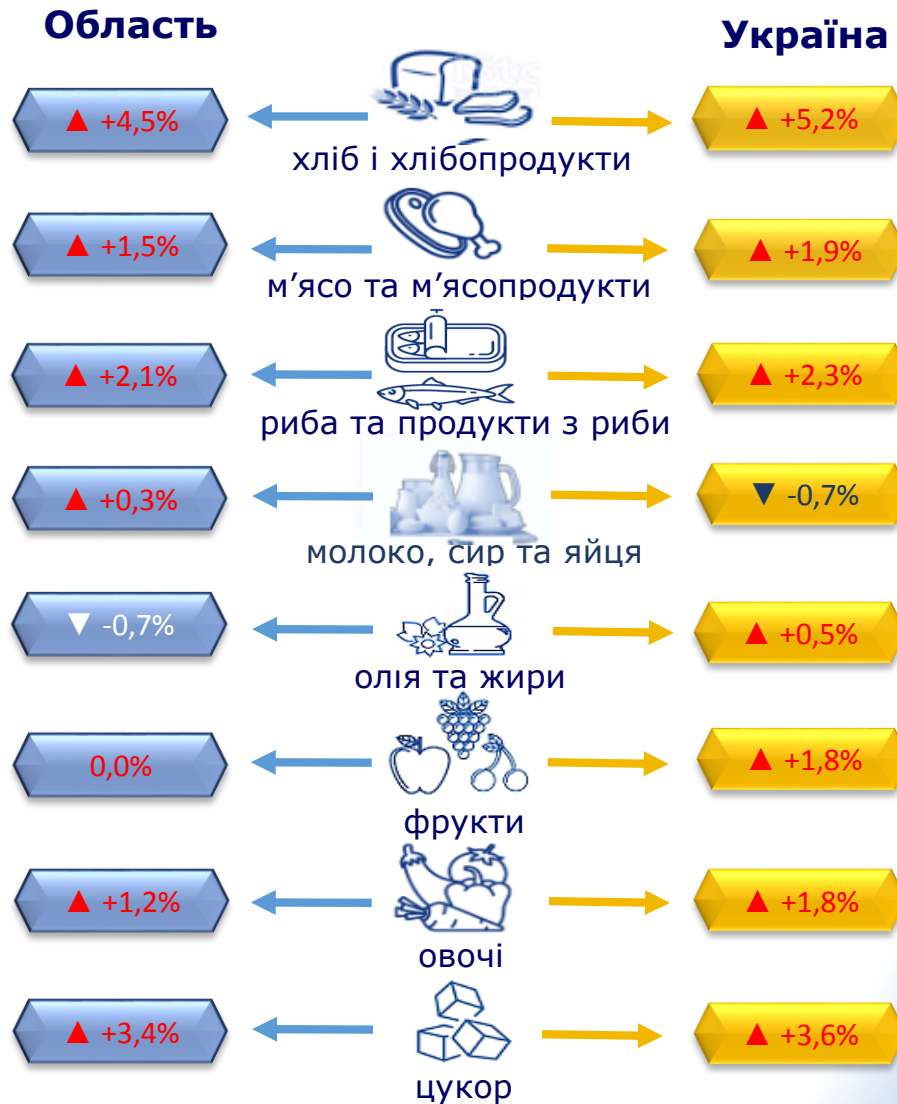 Область
Україна
▲ +4,5%
▲ +5,2%
хліб і хлібопродукти
▲ +1,5%
▲ +1,9%
м’ясо та м’ясопродукти
▲ +2,1%
▲ +2,3%
риба та продукти з риби
▲ +0,3%
▼ -0,7%
молоко, сир та яйця
▼ -0,7%
▲ +0,5%
олія та жири
0,0%
▲ +1,8%
фрукти
▲ +1,2%
▲ +1,8%
овочі
▲ +3,4%
▲ +3,6%
цукор